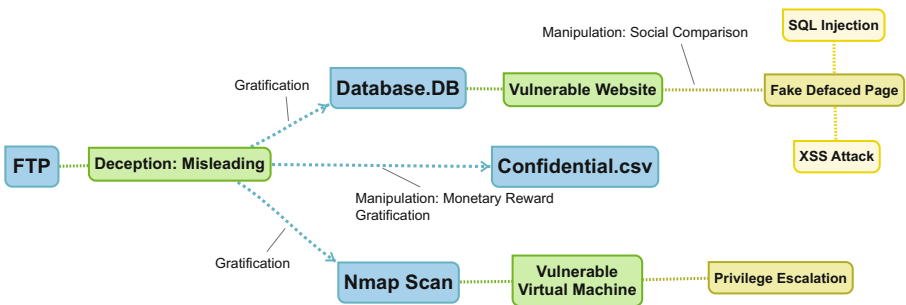 SQL Injection
Manipulation: Social Comparison
Gratification
Database.DB
Vulnerable Website
Fake Defaced Page
FTP
Deception: Misleading
Confidential.csv
XSS Attack
Manipulation: Monetary Reward
Gratification
Gratification
Nmap Scan
Vulnerable
Virtual Machine
Privilege Escalation